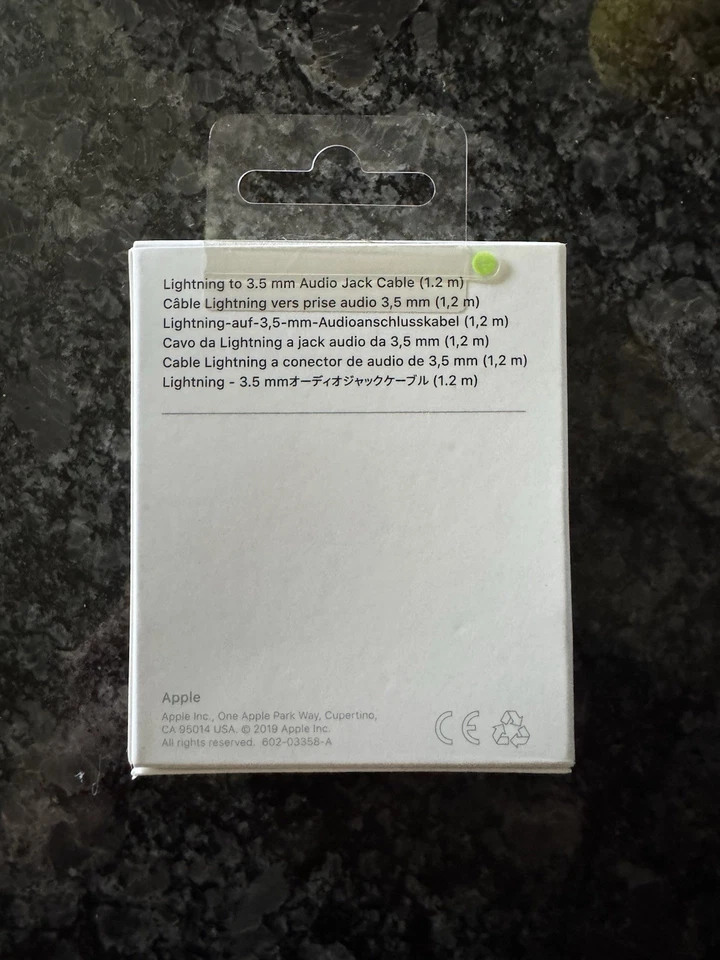 Lightning to 3.5 mm Audio Jack Cable (1.2 m)
Câble Lightning vers prise audio 3,5 mm (1,2 m)
Lightning-auf-3,5-mm-Audioanschlusskabel (1,2 m)
Cavo da Lightning a jack audio da 3,5 mm (1,2 m)
Cable Lightning a conector de audio de 3,5 mm (1,2 m)
Lightning - 3.5 mmオーディオジャックケーブル (1.2 m)
Apple
Apple Inc., One Apple Park Way, Cupertino,
CA 95014 USA. © 2019 Apple Inc.
All rights reserved. 602-03358-A
CE